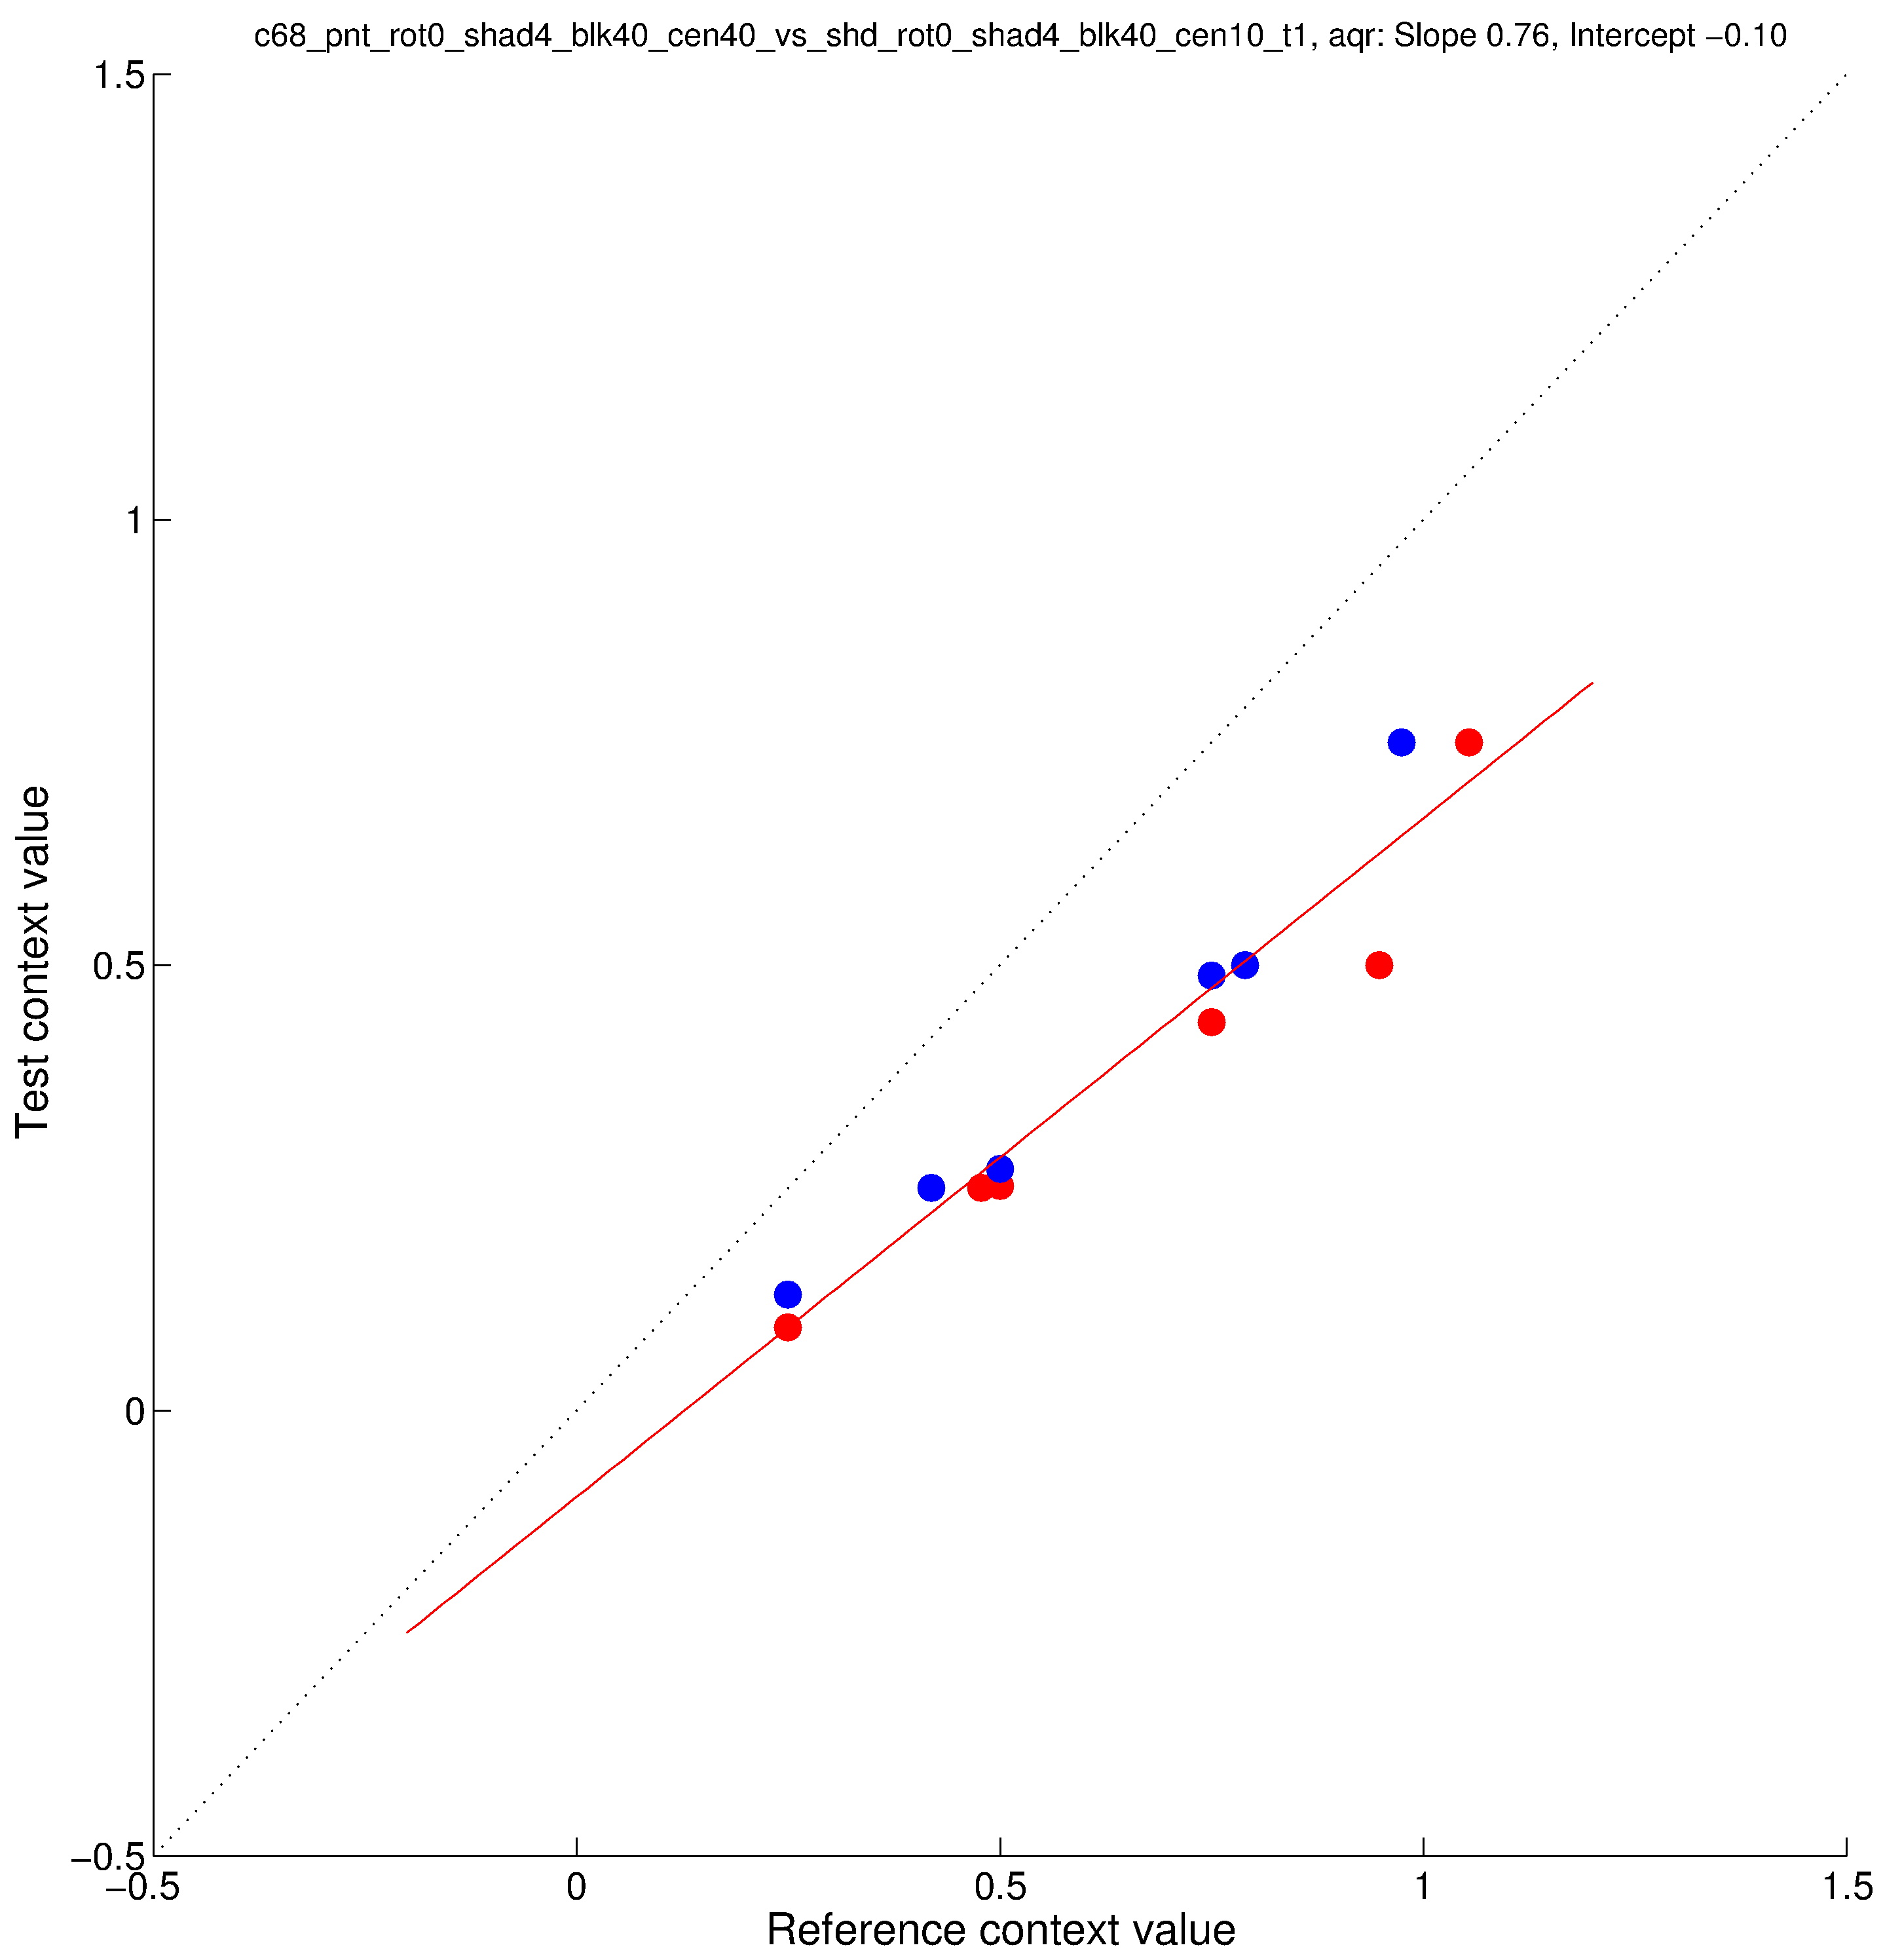 c68_pnt_rot0_shad4_blk40_cen40_vs_shd_rot0_shad4_blk40_cen10_t1, aqr: Slope 0.76, Intercept −0.10
1.5
1
0.5
0
−0.5
−0.5 0 0.5 1 1.5
Test context value
Reference context value